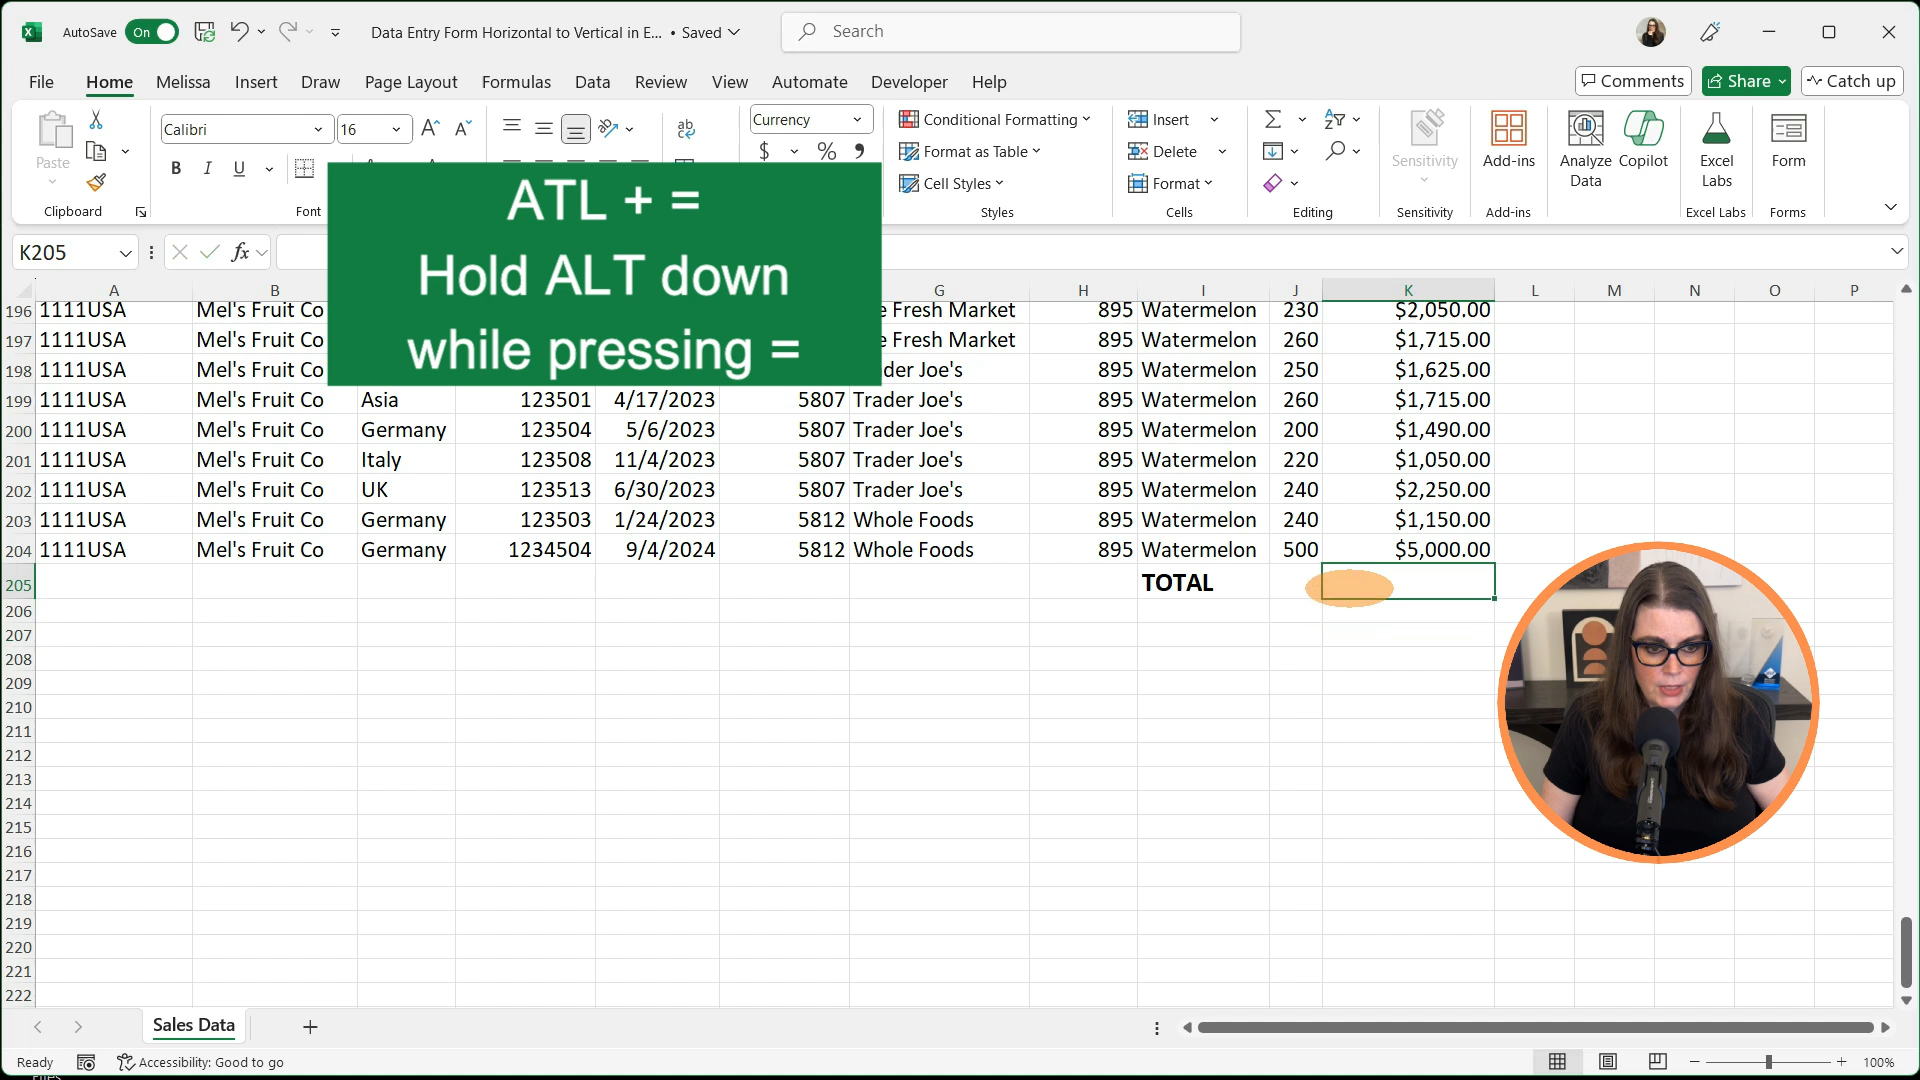 AutoSave On Data Entry Form Horizontal to Vertical in E... • Saved Search
File Home Melissa Insert Draw Page Layout Formulas Data Review View Automate Developer Help Comments Share Catch up
Paste
Calibri 16
B I U
ab
Currency
$ % 9
Conditional Formatting
Format as Table
Cell Styles
Insert
Delete
Format
Sensitivity
Add-ins
Analyze
Data
Copilot
Excel
Labs
Form
Clipboard Font Styles Cells Editing Sensitivity Add-ins Excel Labs Forms
ATL + =
Hold ALT down
while pressing =
K205 fx
A B G H I J K L M N O P
196 1111USA Mel's Fruit Co e Fresh Market 895 Watermelon 230 $2,050.00
197 1111USA Mel's Fruit Co e Fresh Market 895 Watermelon 260 $1,715.00
198 1111USA Mel's Fruit Co der Joe's 895 Watermelon 250 $1,625.00
199 1111USA Mel's Fruit Co Asia 123501 4/17/2023 5807 Trader Joe's 895 Watermelon 260 $1,715.00
200 1111USA Mel's Fruit Co Germany 123504 5/6/2023 5807 Trader Joe's 895 Watermelon 200 $1,490.00
201 1111USA Mel's Fruit Co Italy 123508 11/4/2023 5807 Trader Joe's 895 Watermelon 220 $1,050.00
202 1111USA Mel's Fruit Co UK 123513 6/30/2023 5807 Trader Joe's 895 Watermelon 240 $2,250.00
203 1111USA Mel's Fruit Co Germany 123503 1/24/2023 5812 Whole Foods 895 Watermelon 240 $1,150.00
204 1111USA Mel's Fruit Co Germany 1234504 9/4/2024 5812 Whole Foods 895 Watermelon 500 $5,000.00
205 TOTAL
206
207
208
209
210
211
212
213
214
215
216
217
218
219
220
221
222
Sales Data
Ready Accessibility: Good to go 100%